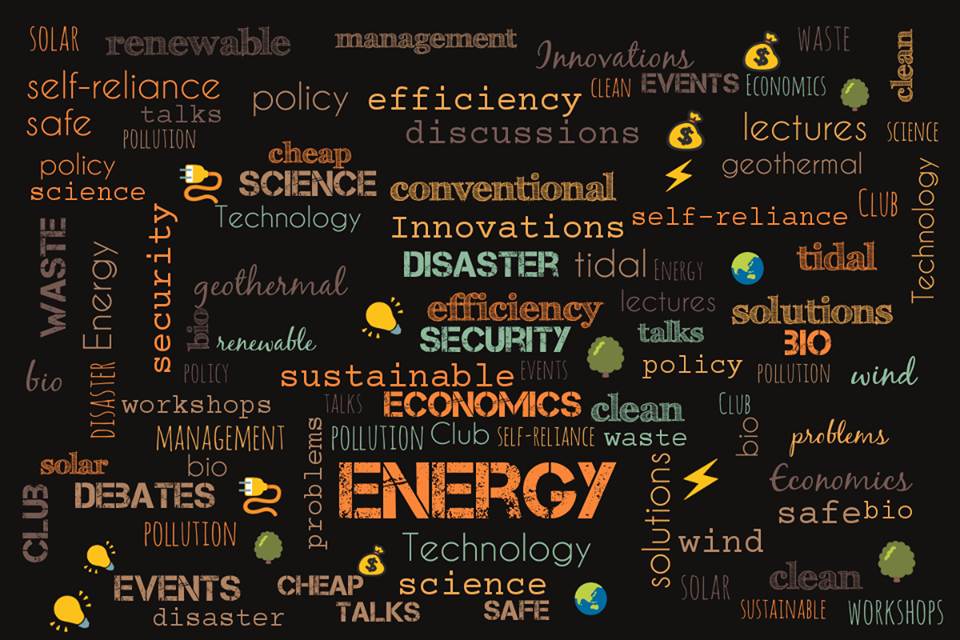 SOLAR
renewable
management
Innovations
WASTE
clean
self-reliance
policy
efficiency
CLEAN
EVENTS
Economics
safe
talks
POLLUTION
discussions
lectures
SCIENCE
policy
cheap
geothermal
science
SCIENCE
conventional
Technology
Innovations
self-reliance
CLUB
Technology
WASTE
Energy
security
DISASTER
tidal
ENERGY
tidal
geothermal
efficiency
lectures
solutions
bio
renewable
SECURITY
talks
BIO
bio
DISASTER
POLICY
sustainable
EVENTS
policy
POLLUTION
wind
workshops
TALKS
ECONOMICS
clean
Club
MANAGEMENT
problems
POLLUTION
Club
SELF-RELIANCE
waste
bio
problems
solar
bio
ENERGY
solutions
Economics
CLUB
DEBATES
safe
bio
POLLUTION
Technology
wind
EVENTS
CHEAP
science
SOLAR
clean
disaster
TALKS
SAFE
SUSTAINABLE
WORKSHOPS